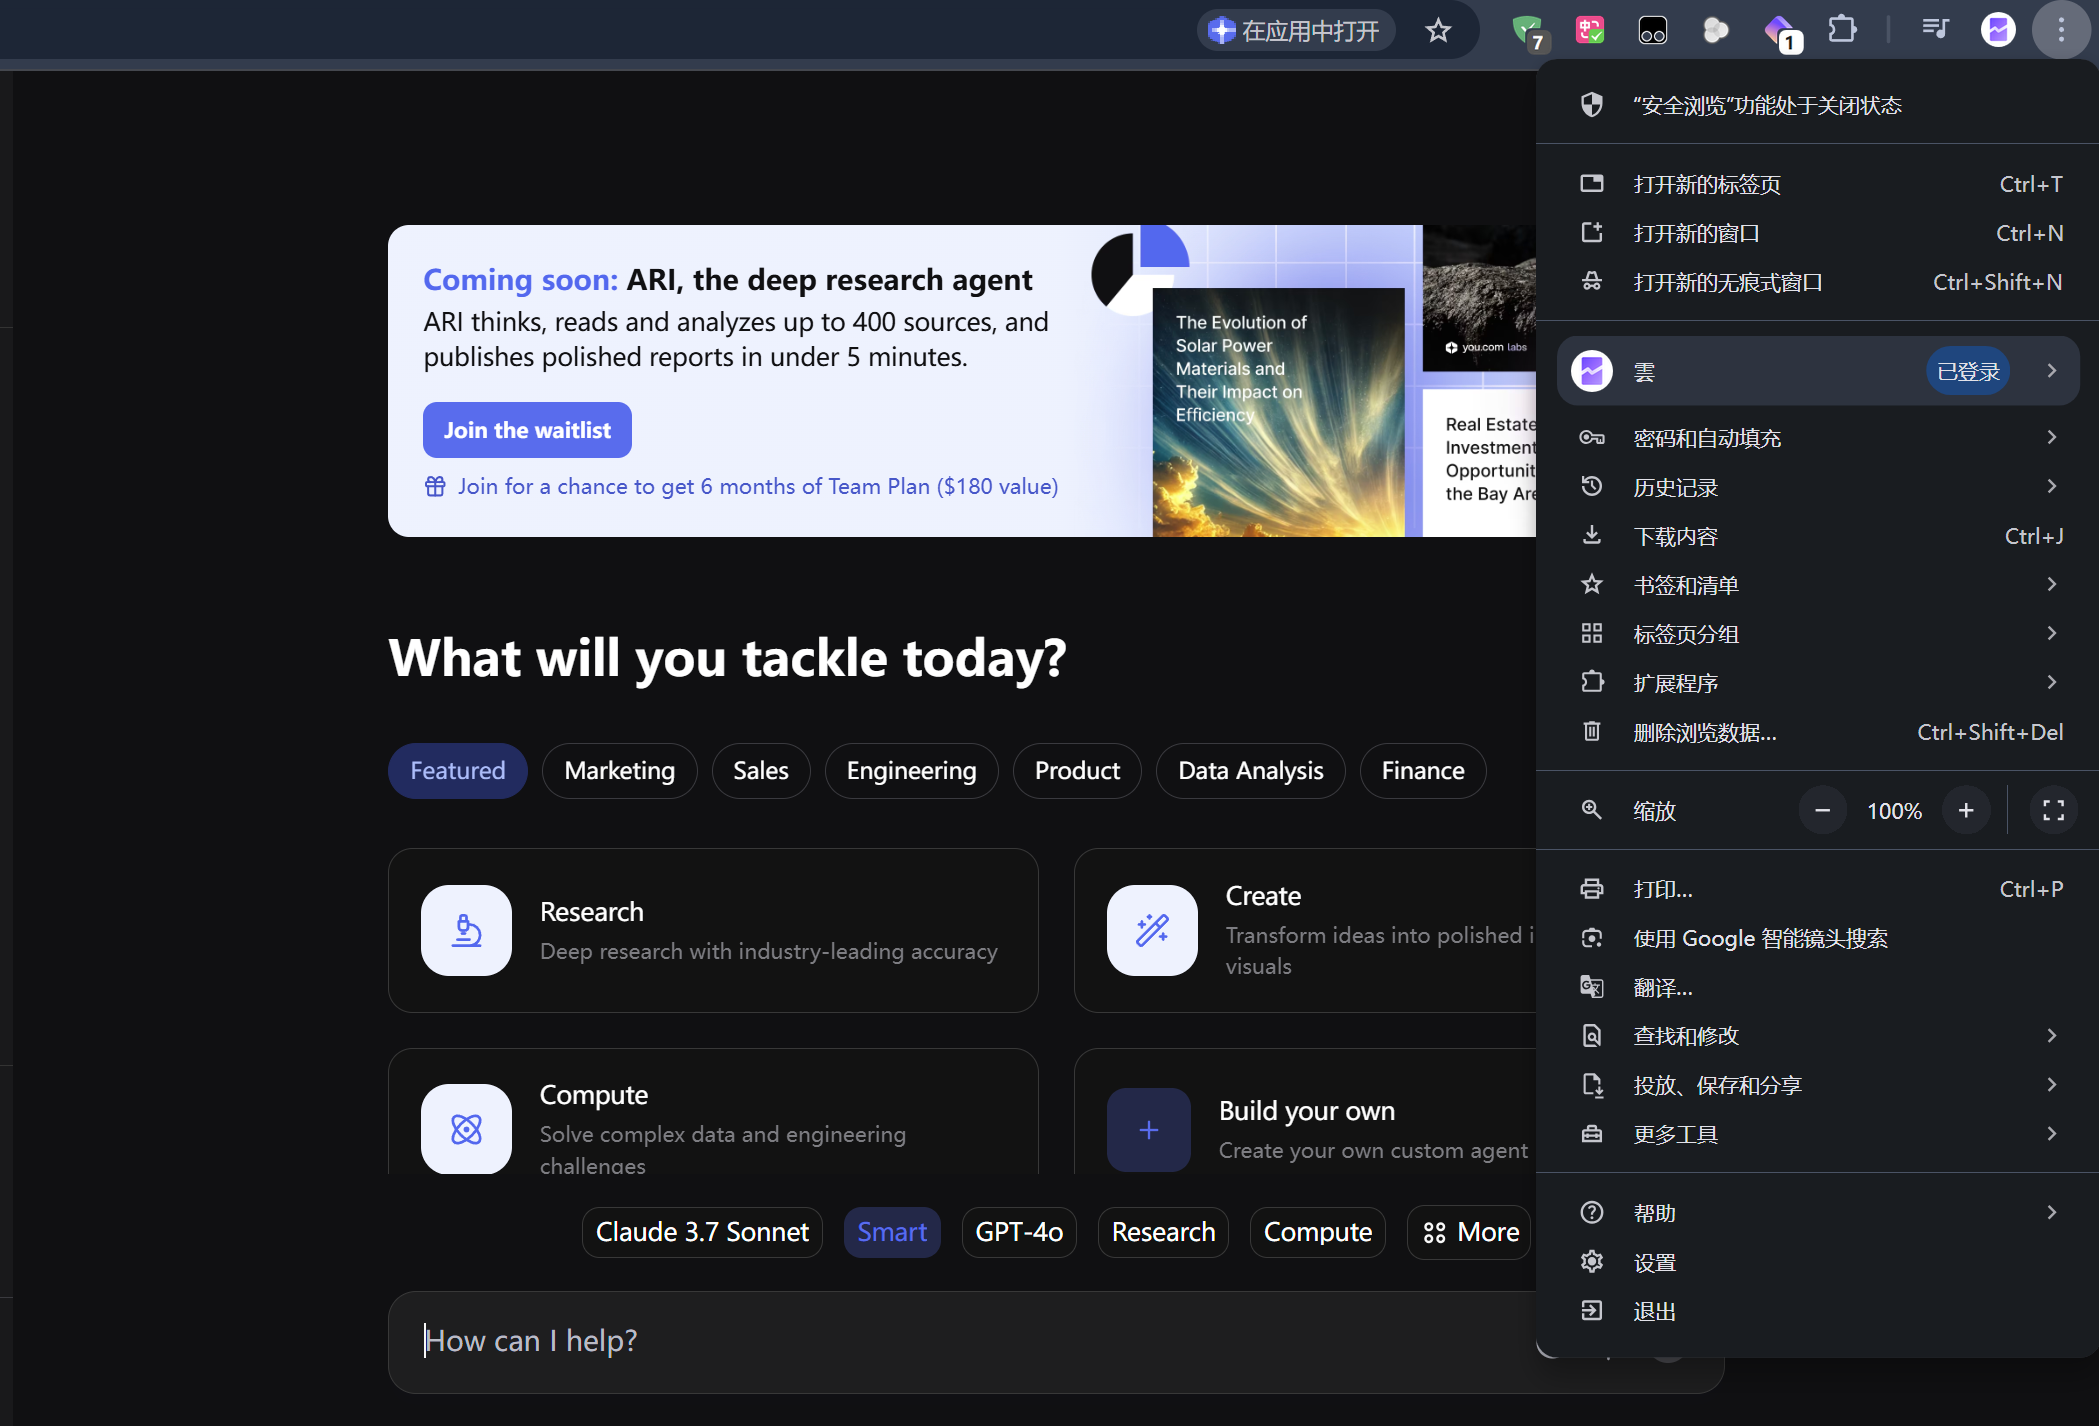 在应用中打开
7
1
Coming soon: ARI, the deep research agent
ARI thinks, reads and analyzes up to 400 sources, and
publishes polished reports in under 5 minutes.
Join the waitlist
Join for a chance to get 6 months of Team Plan ($180 value)
The Evolution of
Solar Power
Materials and
Their Impact on
Efficiency
you.com labs
Real Estate
Investment
Opportunit
the Bay Are
What will you tackle today?
Featured
Marketing
Sales
Engineering
Product
Data Analysis
Finance
Research
Deep research with industry-leading accuracy
Create
Transform ideas into polished i
visuals
Compute
Solve complex data and engineering
challenges
Build your own
Create your own custom agent
Claude 3.7 Sonnet
Smart
GPT-4o
Research
Compute
More
How can I help?
“安全浏览”功能处于关闭状态
打开新的标签页 Ctrl+T
打开新的窗口 Ctrl+N
打开新的无痕式窗口 Ctrl+Shift+N
雲 已登录
密码和自动填充
历史记录
下载内容 Ctrl+J
书签和清单
标签页分组
扩展程序
删除浏览数据... Ctrl+Shift+Del
缩放 − 100% +
打印... Ctrl+P
使用 Google 智能镜头搜索
翻译...
查找和修改
投放、保存和分享
更多工具
帮助
设置
退出